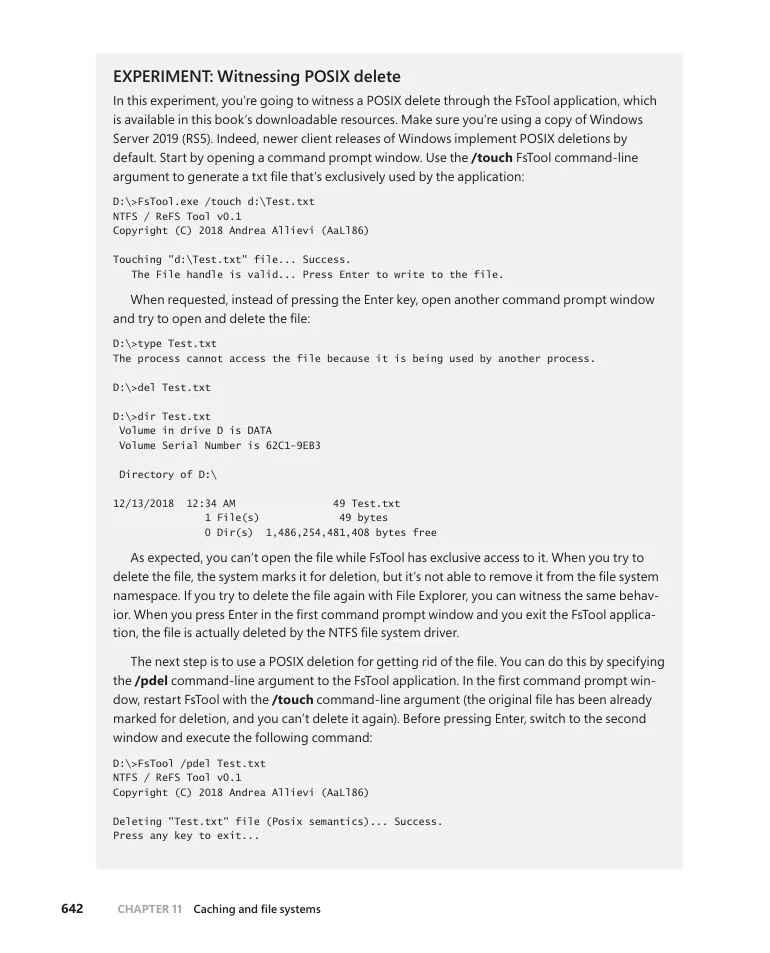 EXPERIMENT: Witnessing POSIX delete
In this experiment, you're going to witness a POSIX delete through the FsTool application, which
is available in this book's downloadable resources. Make sure you're using a copy of Windows
Server 2019 (RS5). Indeed, newer client releases of Windows implement POSIX deletions by
default. Start by opening a command prompt window. Use the /touch FsTool command-line
argument to generate a txt file that's exclusively used by the application:
D:\>FsTool.exe /touch d:\Test.txt
NTFS / ReFS Tool v0.1
Copyright (C) 2018 Andrea Allievi (AaLl86)
Touching "d:\Test.txt" file... Success.
The File handle is valid... Press Enter to write to the file.
When requested, instead of pressing the Enter key, open another command prompt window
and try to open and delete the file:
D:\>type Test.txt
The process cannot access the file because it is being used by another process.
D:\>del Test.txt
D:\>dir Test.txt
Volume in drive D is DATA
Volume Serial Number is 62C1-9EB3
Directory of D:\
12/13/2018  12:34 AM                49 Test.txt
1 File(s)             49 bytes
0 Dir(s)  1,486,254,481,408 bytes free
As expected, you can't open the file while FsTool has exclusive access to it. When you try to
delete the file, the system marks it for deletion, but it's not able to remove it from the file system
namespace. If you try to delete the file again with File Explorer, you can witness the same behav-
ior. When you press Enter in the first command prompt window and you exit the FsTool applica-
tion, the file is actually deleted by the NTFS file system driver.
The next step is to use a POSIX deletion for getting rid of the file. You can do this by specifying
the /pdel command-line argument to the FsTool application. In the first command prompt win-
dow, restart FsTool with the /touch command-line argument (the original file has been already
marked for deletion, and you can't delete it again). Before pressing Enter, switch to the second
window and execute the following command:
D:\>FsTool /pdel Test.txt
NTFS / ReFS Tool v0.1
Copyright (C) 2018 Andrea Allievi (AaLl86)
Deleting "Test.txt" file (Posix semantics)... Success.
Press any key to exit...
642 CHAPTER 11 Caching and file systems